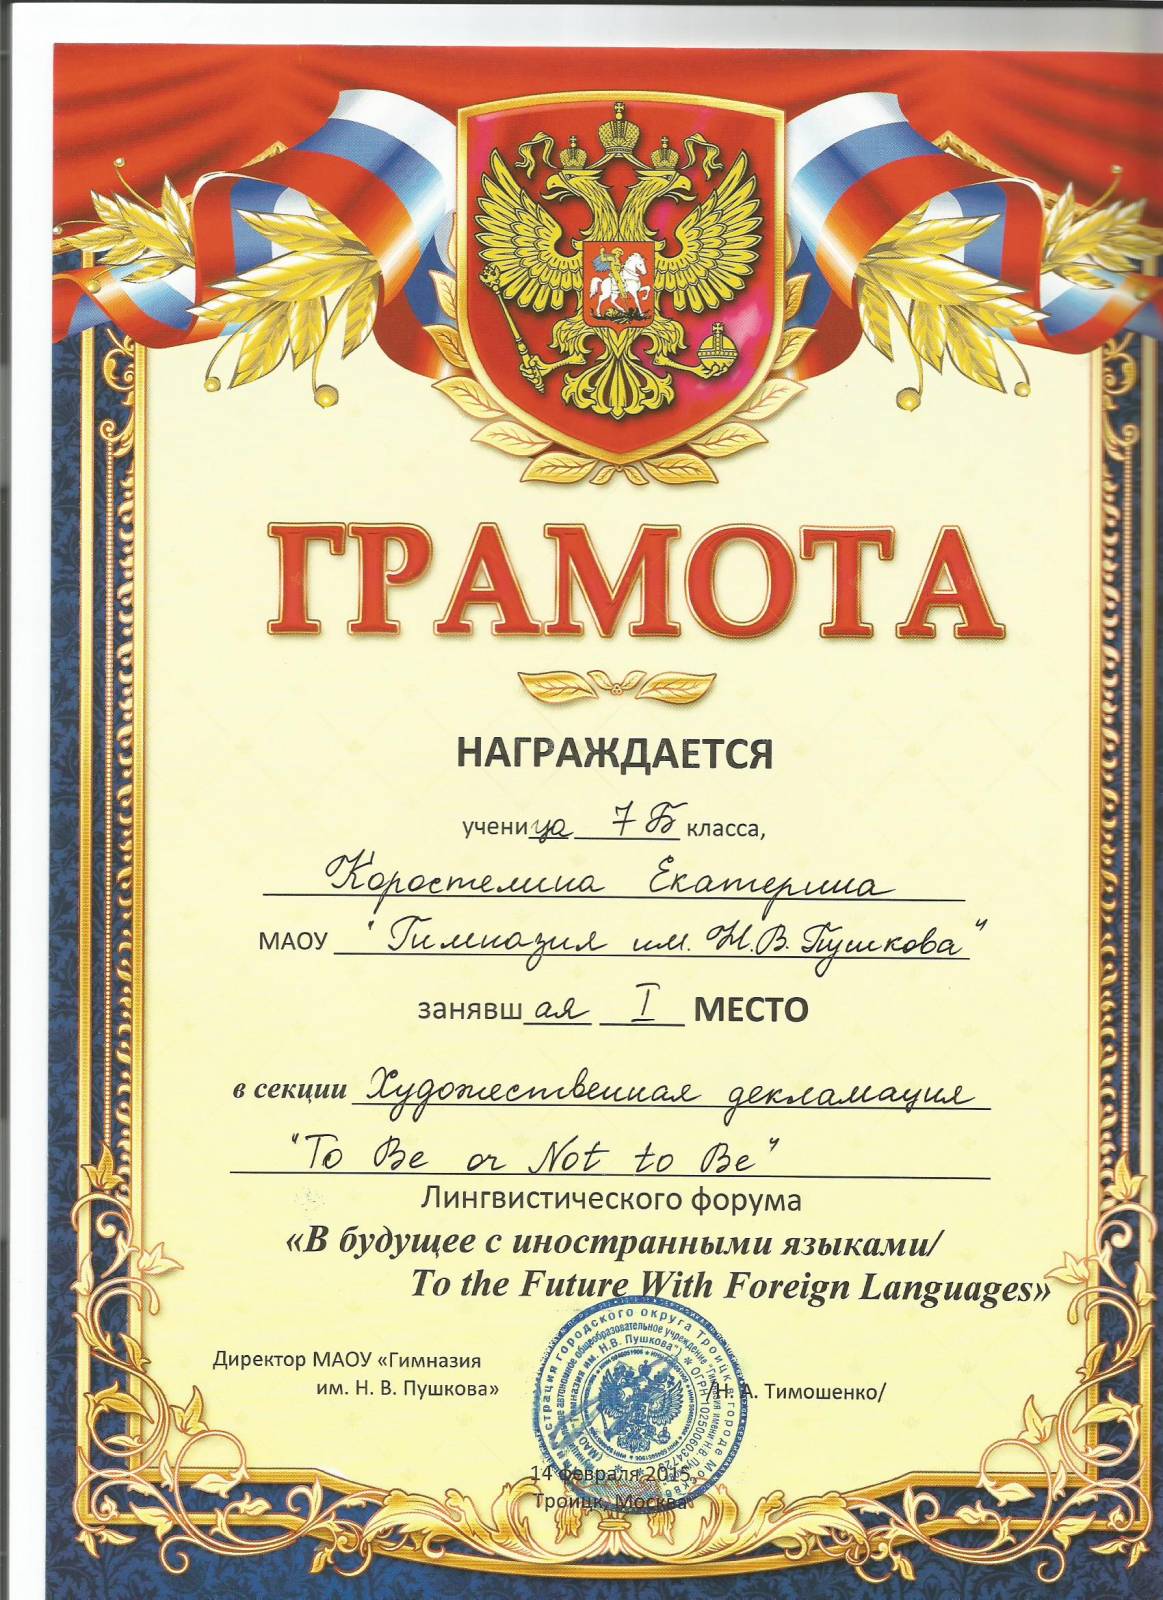 ГРАМОТА
НАГРАЖДАЕТСЯ
ученица 7 Б класса,
Коростелина Екатерина
МАОУ "Гимназия им. Н.В. Пушкова"
занявшая I МЕСТО
в секции Художественная декламация
"To Be or Not to Be"
Лингвистического форума
«В будущее с иностранными языками/
To the Future With Foreign Languages»
Директор МАОУ «Гимназия
им. Н. В. Пушкова»
/Н. А. Тимошенко/
14 февраля 2015
Троицк, Москва